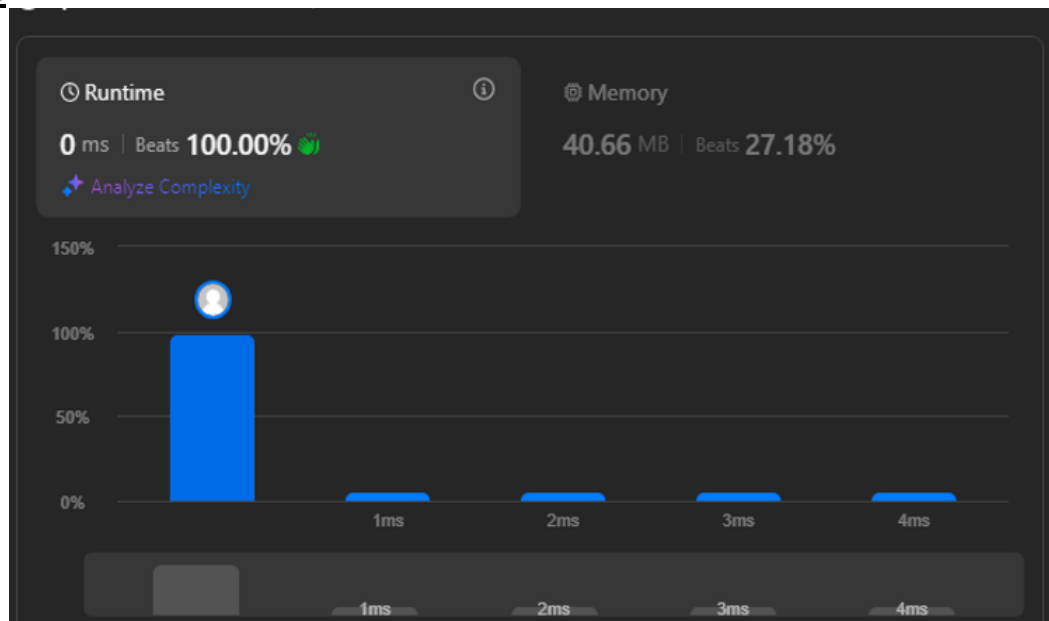 Runtime
0 ms | Beats 100.00%
Analyze Complexity
Memory
40.66 MB | Beats 27.18%
150%
100%
50%
0%
1ms 2ms 3ms 4ms
1ms 2ms 3ms 4ms